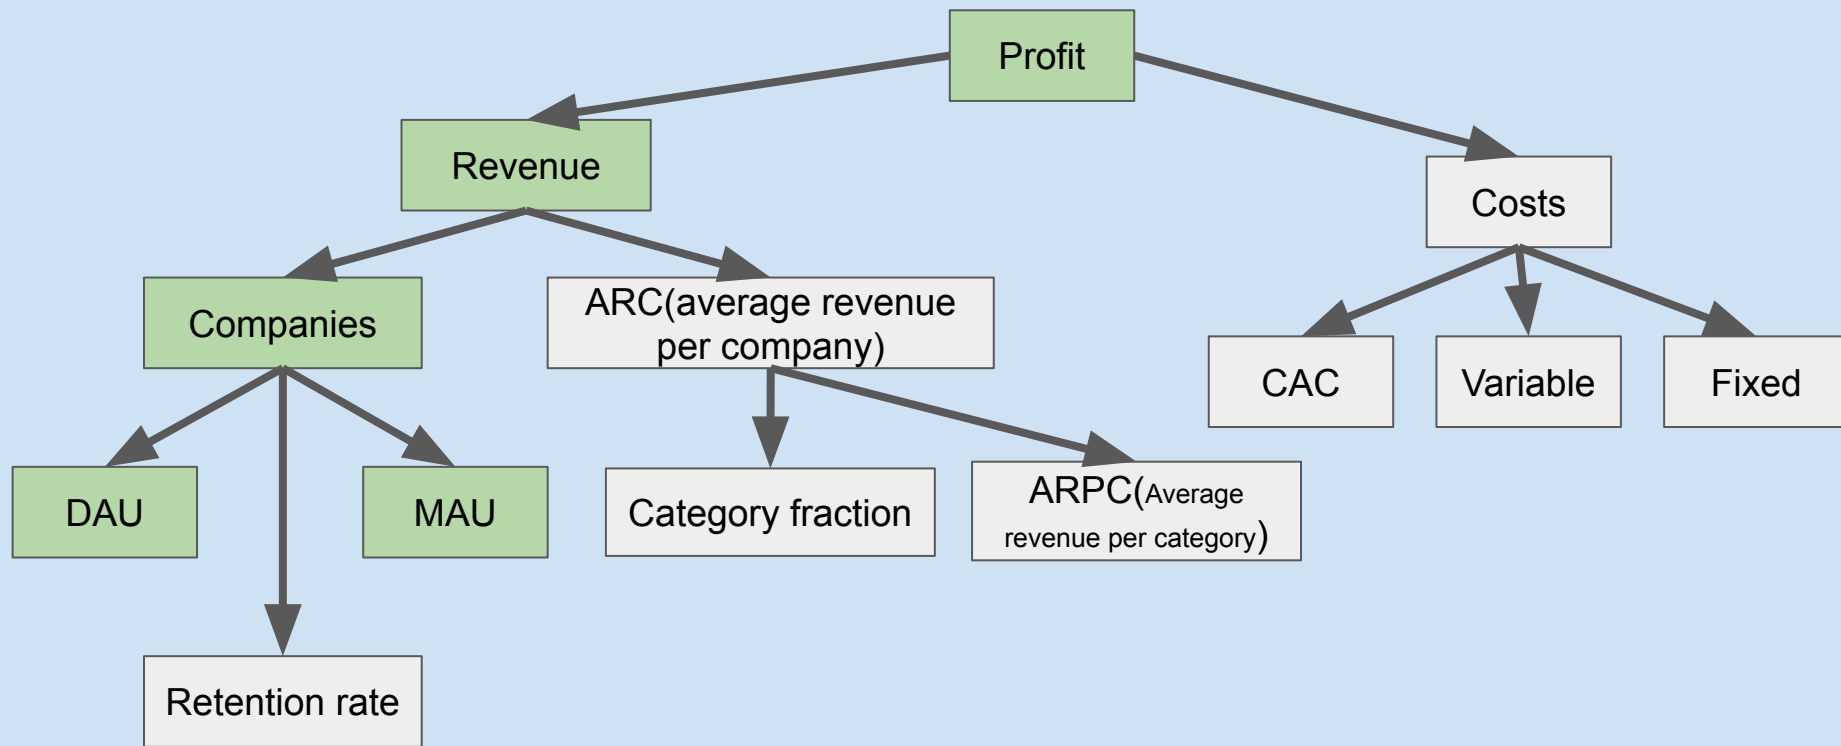 Profit
Revenue
Costs
Companies
ARC(average revenue
per company)
CAC
Variable
Fixed
DAU
MAU
Category fraction
ARPC(Average
revenue per category)
Retention rate